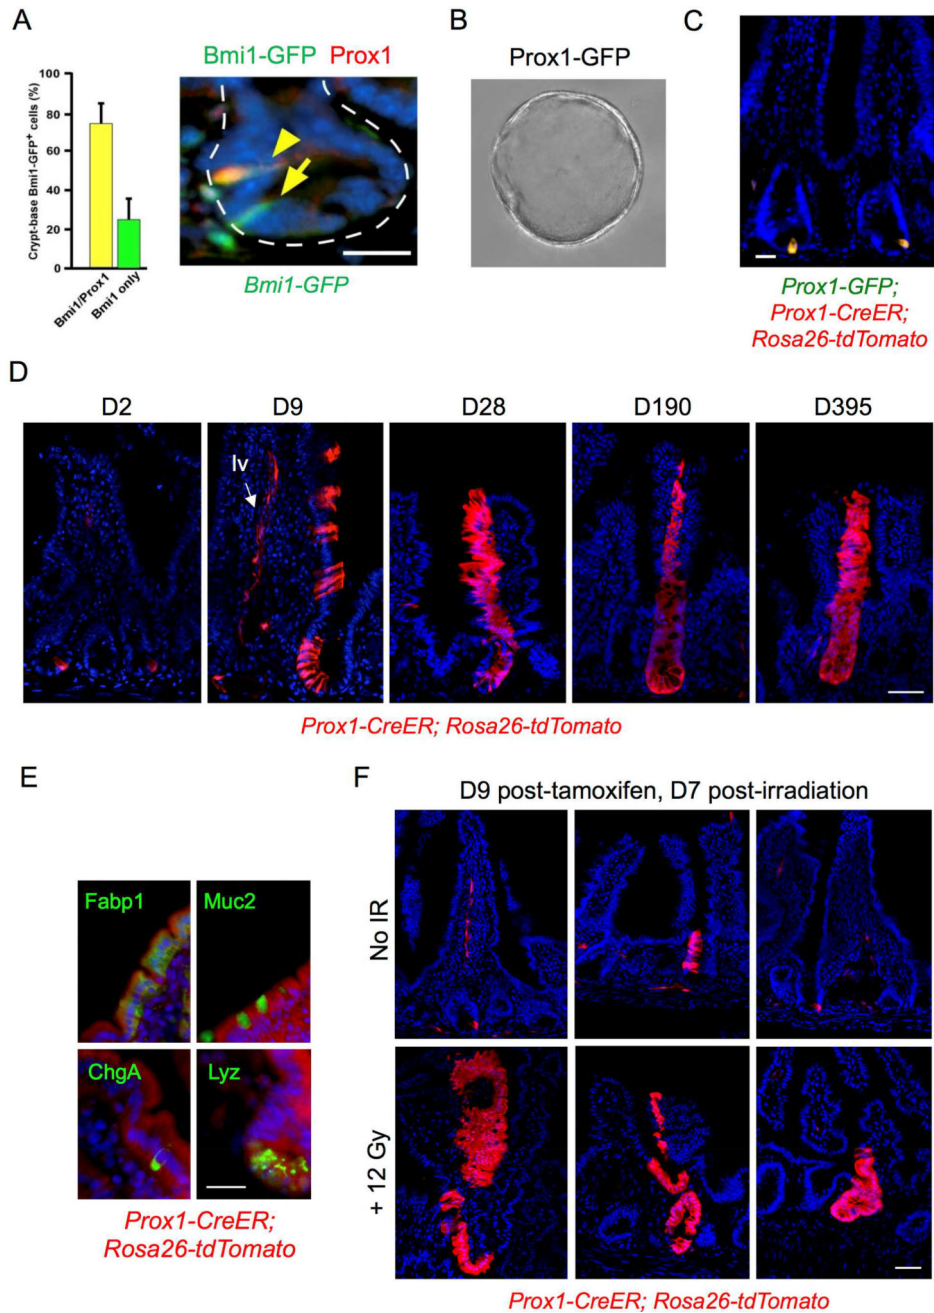 A
Bmi1-GFP Prox1
Crypt-base Bmi1-GFP+ cells (%)
100
80
60
40
20
0
Bmi1/Prox1
Bmi1 only
Bmi1-GFP
B
Prox1-GFP
C
Prox1-GFP;
Prox1-CreER;
Rosa26-tdTomato
D
D2
D9
D28
D190
D395
lv
Prox1-CreER; Rosa26-tdTomato
E
Fabp1
Muc2
ChgA
Lyz
Prox1-CreER;
Rosa26-tdTomato
F
D9 post-tamoxifen, D7 post-irradiation
No IR
+ 12 Gy
Prox1-CreER; Rosa26-tdTomato